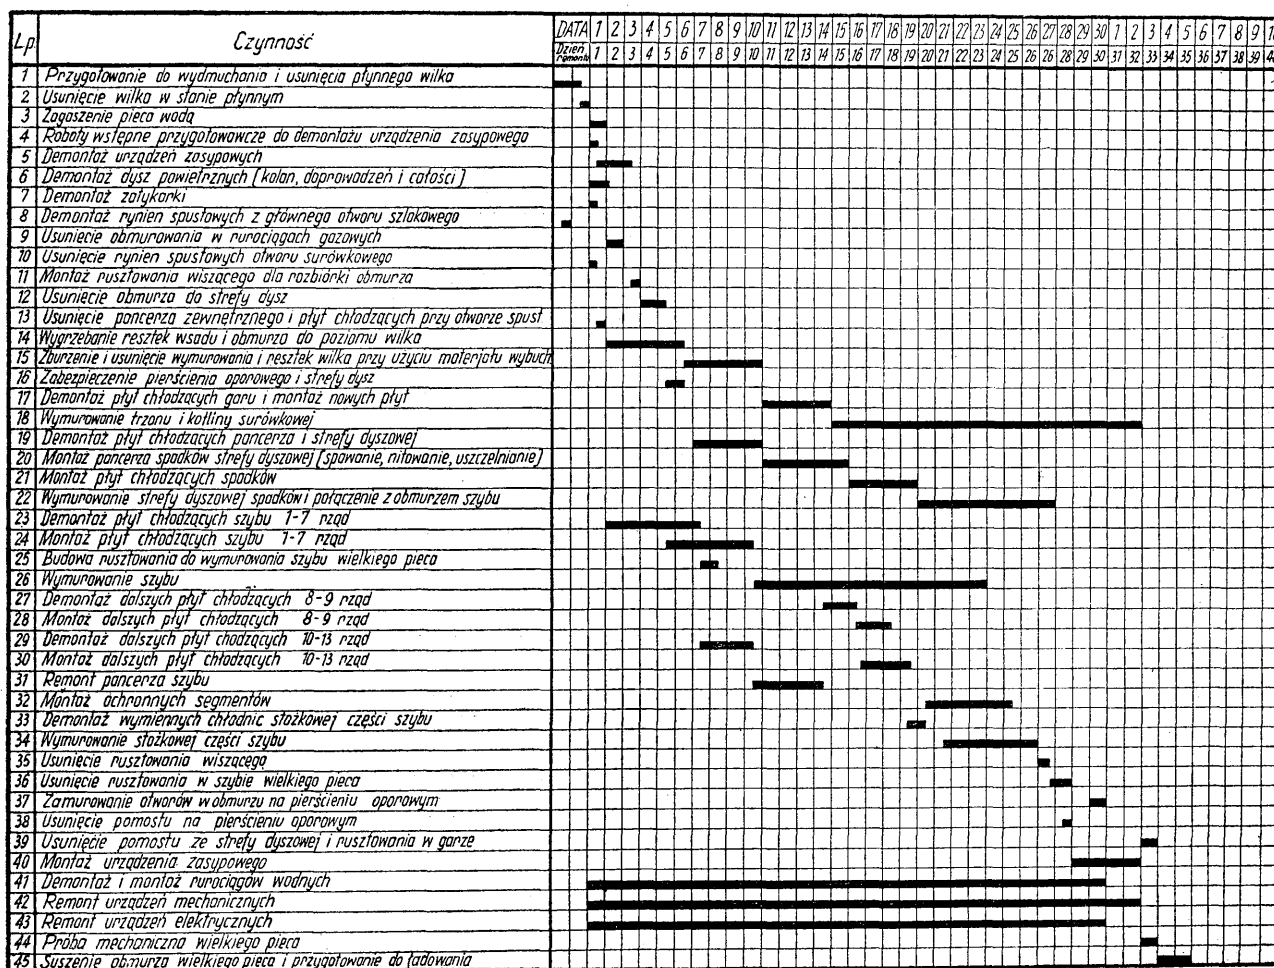 Lp. Czynność DATA 1 2 3 4 5 6 7 8 9 10 11 12 13 14 15 16 17 18 19 20 21 22 23 24 25 26 27 28 29 30 1 2 3 4 5 6 7 8 9
Dzień remontu 1 2 3 4 5 6 7 8 9 10 11 12 13 14 15 16 17 18 19 20 21 22 23 24 25 26 27 28 29 30 31 32 33 34 35 36 37 38 39 40
1 Przygotowanie do wydmuchania i usunięcia płynnego wilka
2 Usunięcie wilka w stanie płynnym
3 Zagaszenie pieca wodą
4 Roboty wstępne przygotowawcze do demontażu urządzenia zasypowego
5 Demontaż urządzeń zasypowych
6 Demontaż dysz powietrznych [kolan, doprowadzeń i całości]
7 Demontaż zatykarki
8 Demontaż rynien spustowych z głównego otworu szlakowego
9 Usunięcie obmurowania w rurociągach gazowych
10 Usunięcie rynien spustowych otworu surówkowego
11 Montaż rusztowania wiszącego dla rozbiórki obmurza
12 Usunięcie obmurza do strefy dysz
13 Usunięcie pancerza zewnętrznego i płyt chłodzących przy otworze spust
14 Wygrzebanie resztek wsadu i obmurza do poziomu wilka
15 Zburzenie i usunięcie wymurowania i resztek wilka przy użyciu materjału wybuch.
16 Zabezpieczenie pierścienia oporowego i strefy dysz
17 Demontaż płyt chłodzących garu i montaż nowych płyt
18 Wymurowanie trzonu i kotliny surówkowej
19 Demontaż płyt chłodzących pancerza i strefy dyszowej
20 Montaż pancerza spadków strefy dyszowej [spawanie, nitowanie, uszczelnianie]
21 Montaż płyt chłodzących spadków
22 Wymurowanie strefy dyszowej spadków i połączenie z obmurzem szybu
23 Demontaż płyt chłodzących szybu 1-7 rząd
24 Montaż płyt chłodzących szybu 1-7 rząd
25 Budowa rusztowania do wymurowania szybu wielkiego pieca
26 Wymurowanie szybu
27 Demontaż dalszych płyt chłodzących 8-9 rząd
28 Montaż dalszych płyt chłodzących 8-9 rząd
29 Demontaż dalszych płyt chodzących 10-13 rząd
30 Montaż dalszych płyt chłodzących 10-13 rząd
31 Remont pancerza szybu
32 Montaż ochronnych segmentów
33 Demontaż wymiennych chłodnic stożkowej części szybu
34 Wymurowanie stożkowej części szybu
35 Usunięcie rusztowania wiszącego
36 Usunięcie rusztowania w szybie wielkiego pieca
37 Zamurowanie otworów w obmurzu na pierścieniu oporowym
38 Usunięcie pomostu na pierścieniu oporowym
39 Usunięcie pomostu ze strefy dyszowej i rusztowania w garze
40 Montaż urządzenia zasypowego
41 Demontaż i montaż rurociągów wodnych
42 Remont urządzeń mechanicznych
43 Remont urządzeń elektrycznych
44 Próba mechaniczna wielkiego pieca
45 Suszenie obmurza wielkiego pieca i przygotowanie do ładowania